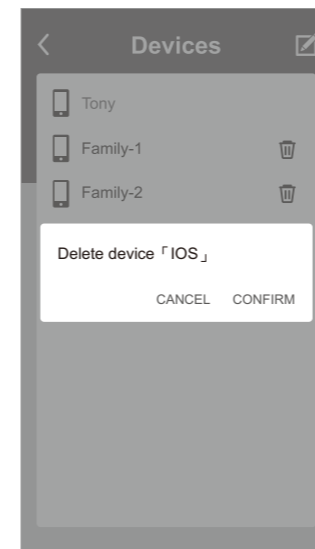 Devices
Tony
Family-1
Family-2
Delete device「IOS」
CANCEL CONFIRM